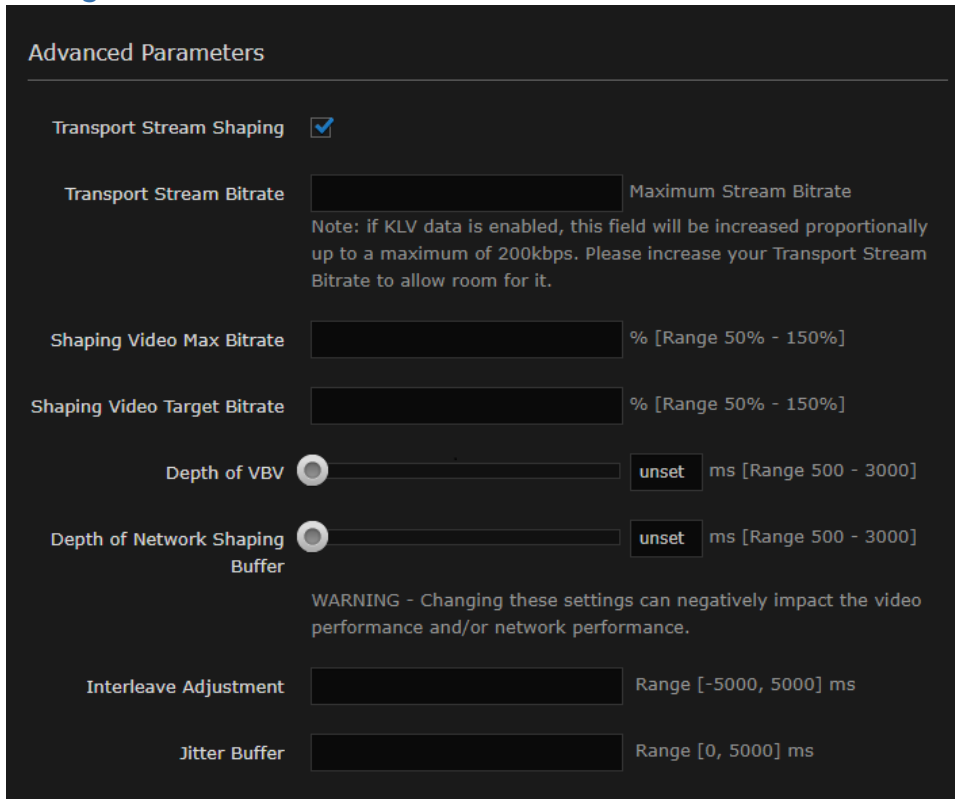 Advanced Parameters
Transport Stream Shaping
Transport Stream Bitrate Maximum Stream Bitrate
Note: if KLV data is enabled, this field will be increased proportionally
up to a maximum of 200kbps. Please increase your Transport Stream
Bitrate to allow room for it.
Shaping Video Max Bitrate % [Range 50% - 150%]
Shaping Video Target Bitrate % [Range 50% - 150%]
Depth of VBV unset ms [Range 500 - 3000]
Depth of Network Shaping unset ms [Range 500 - 3000]
Buffer
WARNING - Changing these settings can negatively impact the video
performance and/or network performance.
Interleave Adjustment Range [-5000, 5000] ms
Jitter Buffer Range [0, 5000] ms